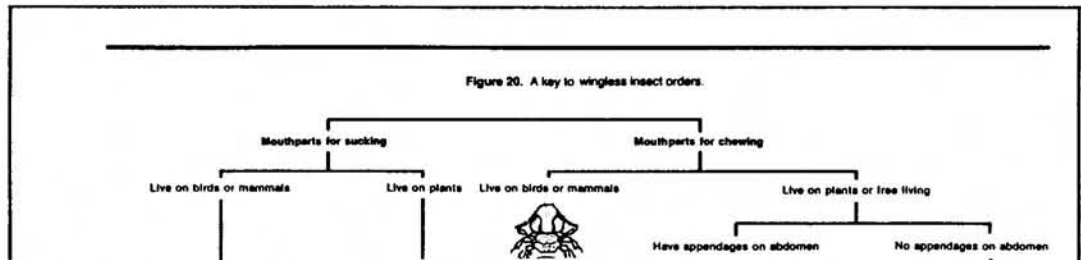 Figure 20. A key to wingless insect orders.
Mouthparts for sucking Mouthparts for chewing
Live on birds or mammals Live on plants Live on birds or mammals Live on plants or free living
Have appendages on abdomen No appendages on abdomen